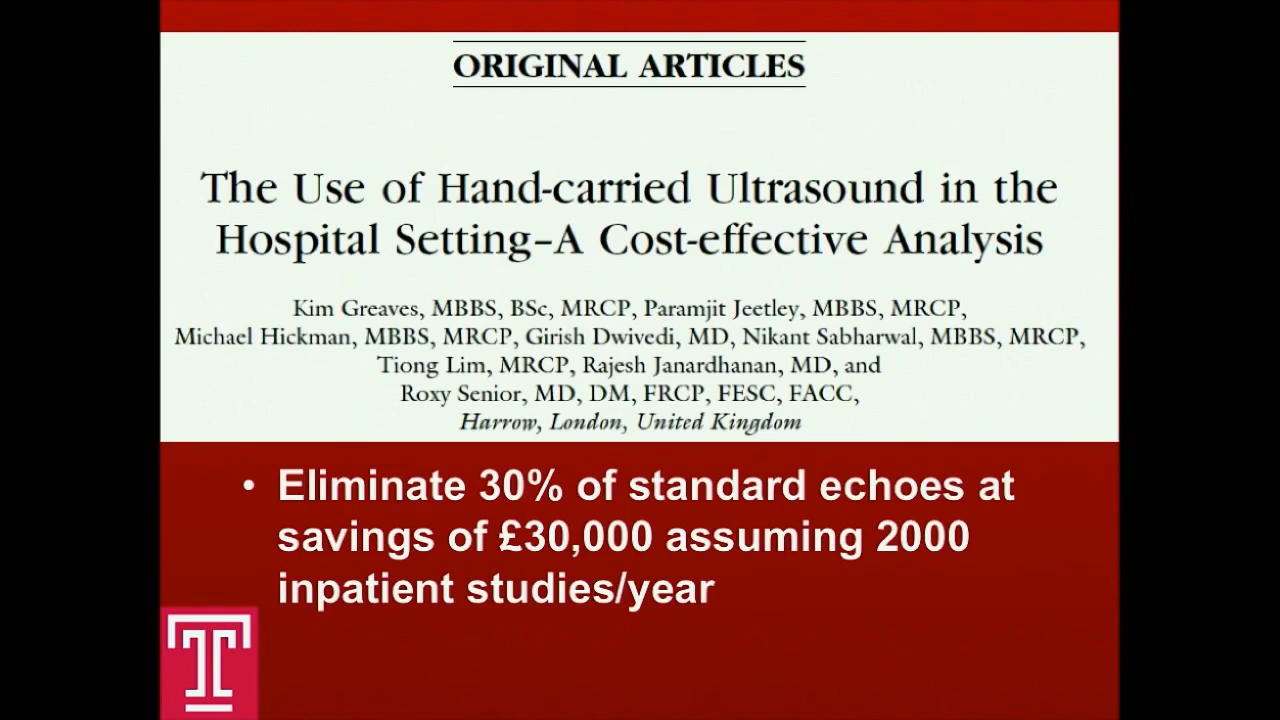 ORIGINAL ARTICLES
The Use of Hand-carried Ultrasound in the
Hospital Setting–A Cost-effective Analysis
Kim Greaves, MBBS, BSc, MRCP, Paramjit Jeetley, MBBS, MRCP,
Michael Hickman, MBBS, MRCP, Girish Dwivedi, MD, Nikant Sabharwal, MBBS, MRCP,
Tiong Lim, MRCP, Rajesh Janardhanan, MD, and
Roxy Senior, MD, DM, FRCP, FESC, FACC,
Harrow, London, United Kingdom
• Eliminate 30% of standard echoes at
savings of £30,000 assuming 2000
inpatient studies/year
T